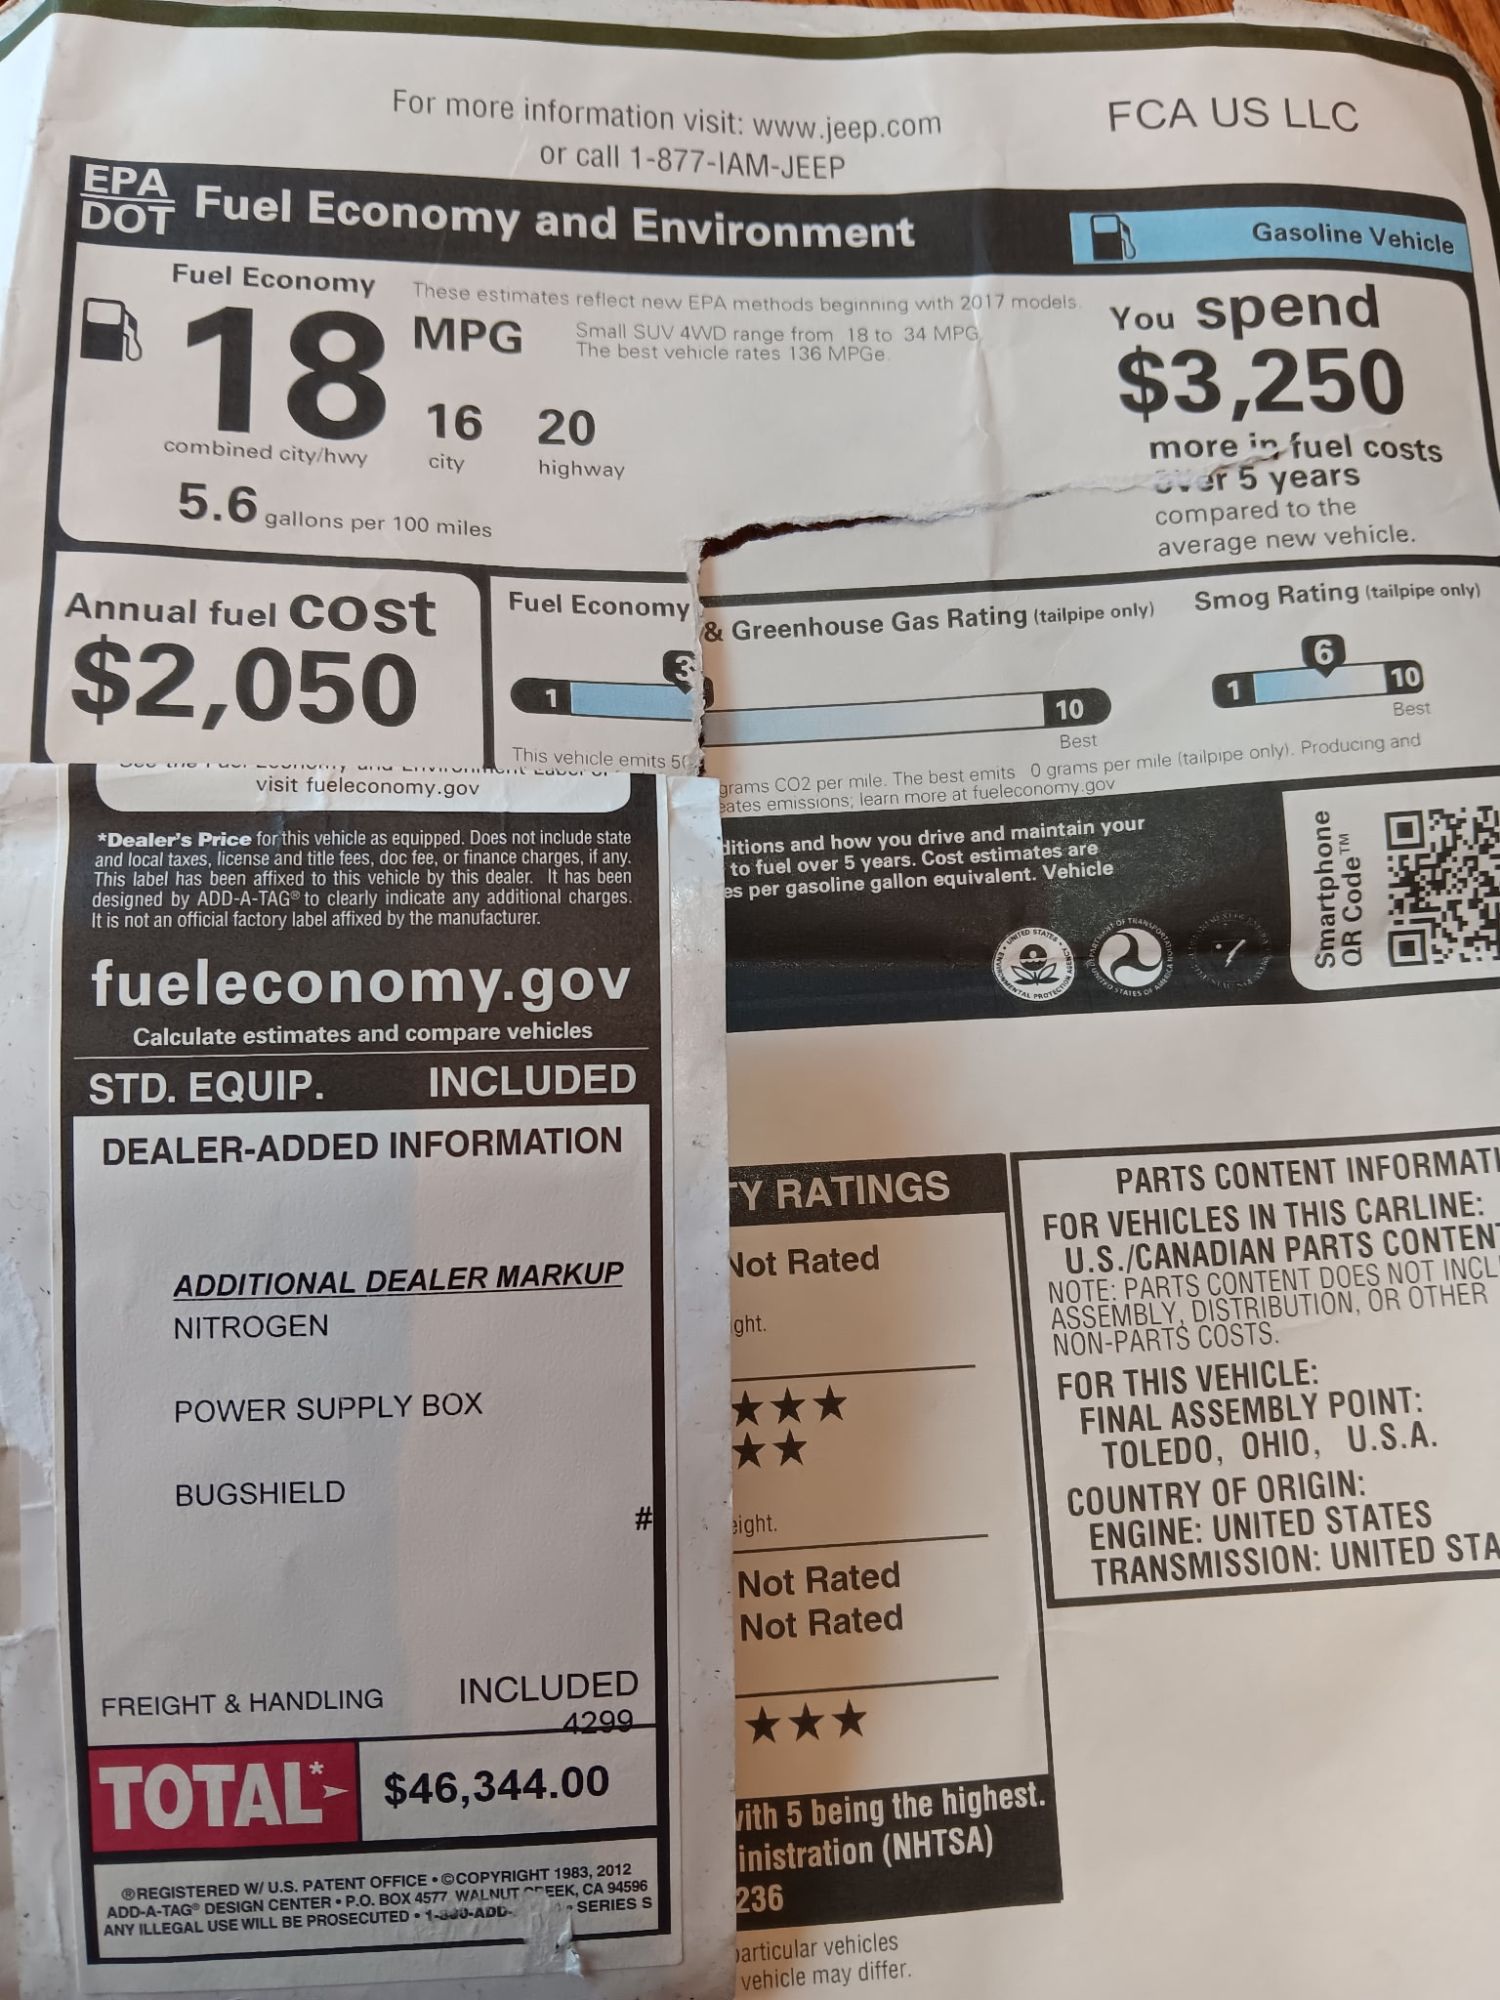 For more information visit: www.jeep.com
or call 1-877-IAM-JEEP
FCA US LLC
EPA
DOT
Fuel Economy and Environment
Gasoline Vehicle
Fuel Economy
These estimates reflect new EPA methods beginning with 2017 models.
18 MPG
Small SUV 4WD range from 18 to 34 MPG.
The best vehicle rates 136 MPGe.
16 20
combined city/hwy city highway
5.6 gallons per 100 miles
You spend
$3,250
more in fuel costs
over 5 years
compared to the
average new vehicle.
Annual fuel cost
$2,050
Fuel Economy & Greenhouse Gas Rating (tailpipe only)
3
1 10
Best
Smog Rating (tailpipe only)
6
1 10
Best
This vehicle emits
grams CO2 per mile. The best emits 0 grams per mile (tailpipe only). Producing and
emissions; learn more at fueleconomy.gov
and how you drive and maintain your
to fuel over 5 years. Cost estimates are
per gasoline gallon equivalent. Vehicle
Smartphone
QR Code™
visit fueleconomy.gov
*Dealer's Price for this vehicle as equipped. Does not include state
and local taxes, license and title fees, doc fee, or finance charges, if any.
This label has been affixed to this vehicle by this dealer. It has been
designed by ADD-A-TAG® to clearly indicate any additional charges.
It is not an official factory label affixed by the manufacturer.
fueleconomy.gov
Calculate estimates and compare vehicles
STD. EQUIP. INCLUDED
DEALER-ADDED INFORMATION
ADDITIONAL DEALER MARKUP
NITROGEN
POWER SUPPLY BOX
BUGSHIELD
#
FREIGHT & HANDLING INCLUDED
4299
TOTAL* $46,344.00
®REGISTERED W/ U.S. PATENT OFFICE • ©COPYRIGHT 1983, 2012
ADD-A-TAG® DESIGN CENTER • P.O. BOX 4577 WALNUT CREEK, CA 94596
ANY ILLEGAL USE WILL BE PROSECUTED • SERIES S
RATINGS
Not Rated
★★★
★★
Not Rated
Not Rated
★★★
with 5 being the highest.
(NHTSA)
236
particular vehicles
vehicle may differ.
PARTS CONTENT
FOR VEHICLES IN THIS CARLINE:
U.S./CANADIAN PARTS
NOTE: PARTS CONTENT DOES NOT
ASSEMBLY, DISTRIBUTION, OR OTHER
NON-PARTS COSTS.
FOR THIS VEHICLE:
FINAL ASSEMBLY POINT:
TOLEDO, OHIO, U.S.A.
COUNTRY OF ORIGIN:
ENGINE: UNITED STATES
TRANSMISSION: UNITED